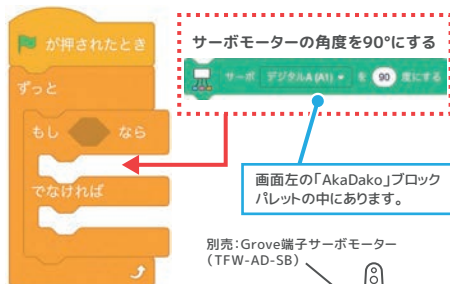 が押されたとき
ずっと
もし
なら
でなければ
サーボモーターの角度を90°にする
サーボ デジタルA (A1) を 90 度にする
画面左の「AkaDako」ブロック
パレットの中にあります。
別売:Grove端子サーボモーター
(TFW-AD-SB)